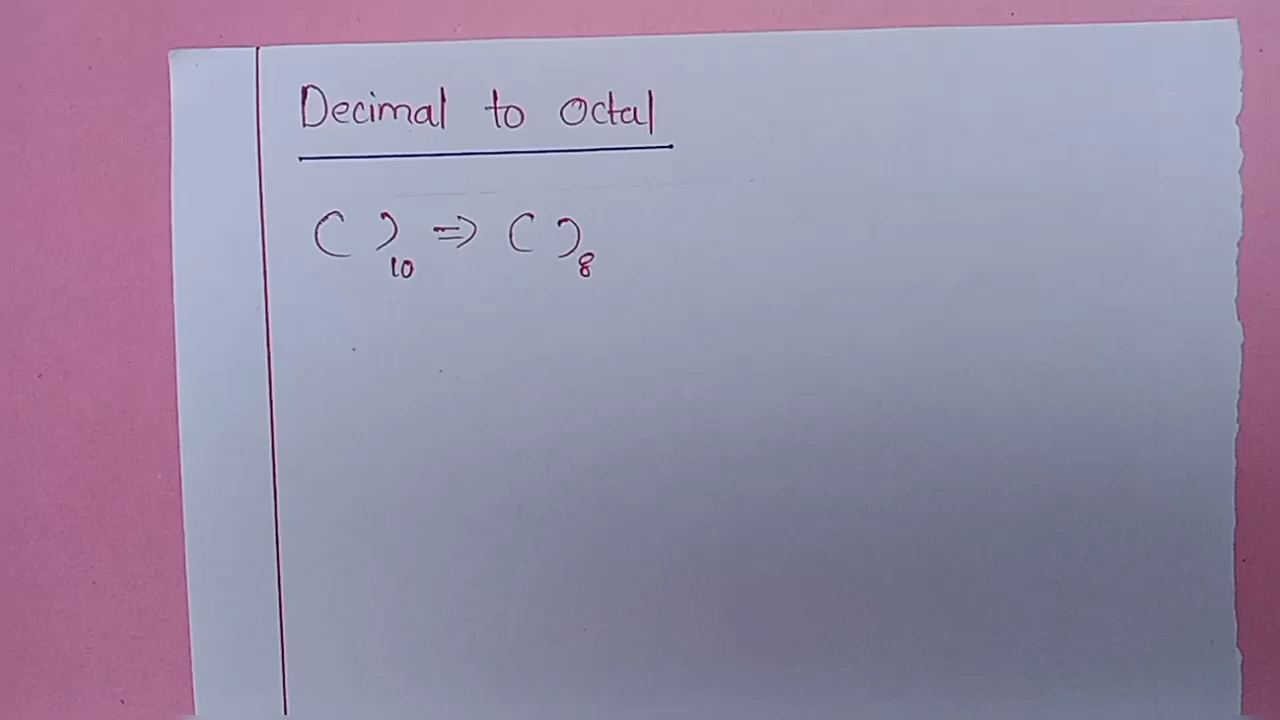 Decimal to Octal
( )10 ⇒ ( )8